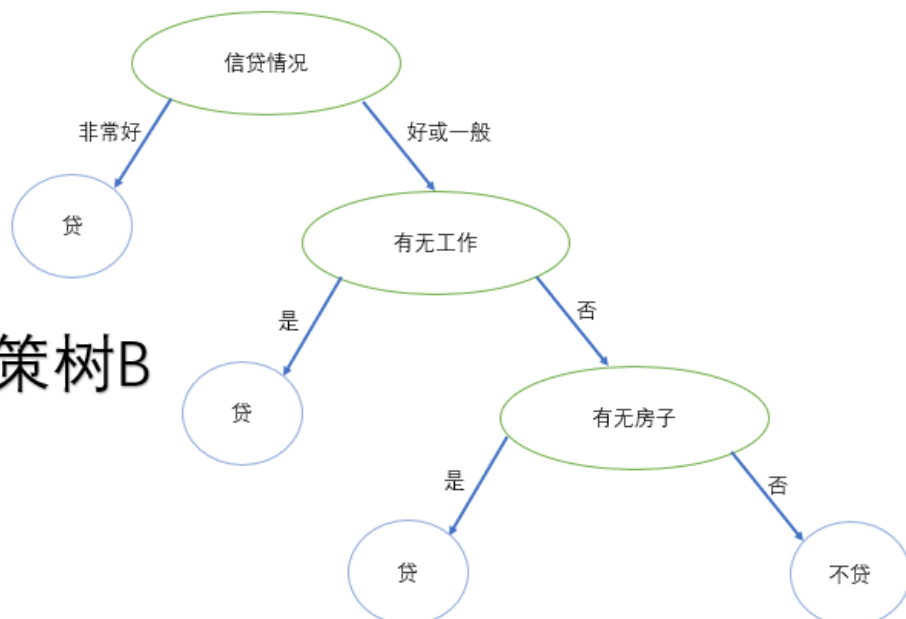 信贷情况
非常好
好或一般
贷
有无工作
是
否
策树B
贷
有无房子
是
否
贷
不贷